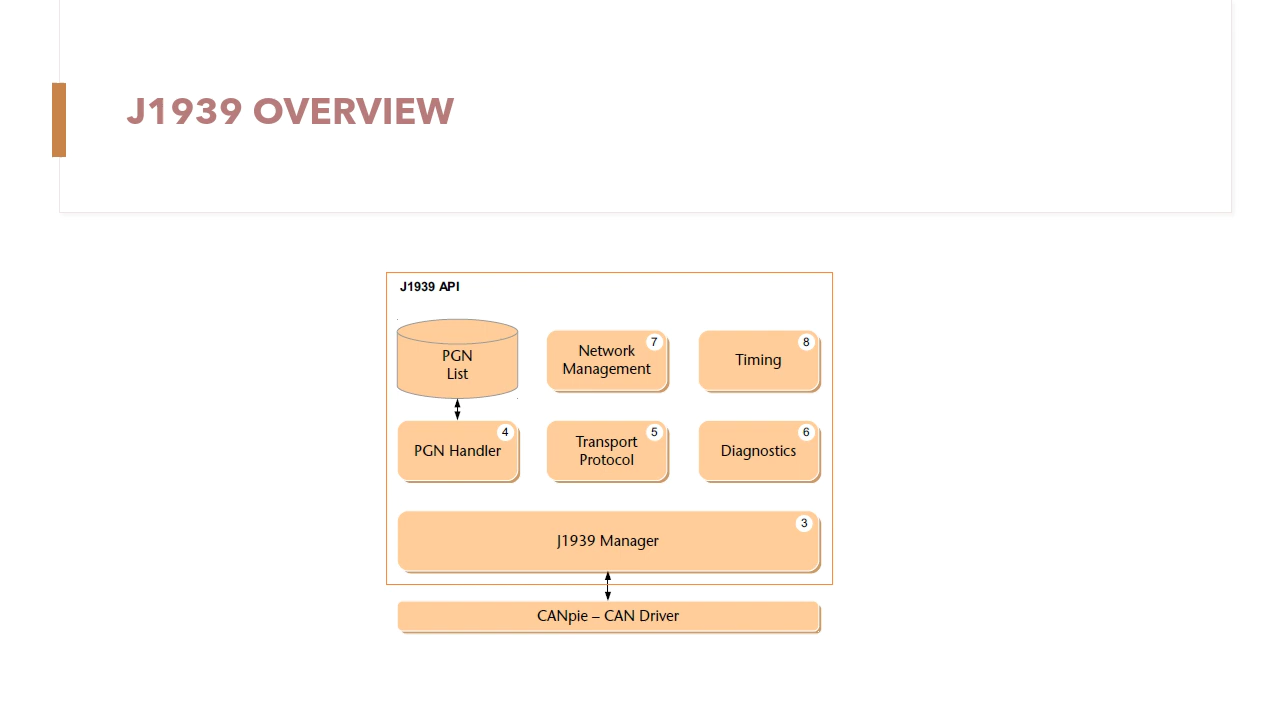 J1939 OVERVIEW
J1939 API
PGN
List
7
Network
Management
8
Timing
4
PGN Handler
5
Transport
Protocol
6
Diagnostics
3
J1939 Manager
CANpie – CAN Driver